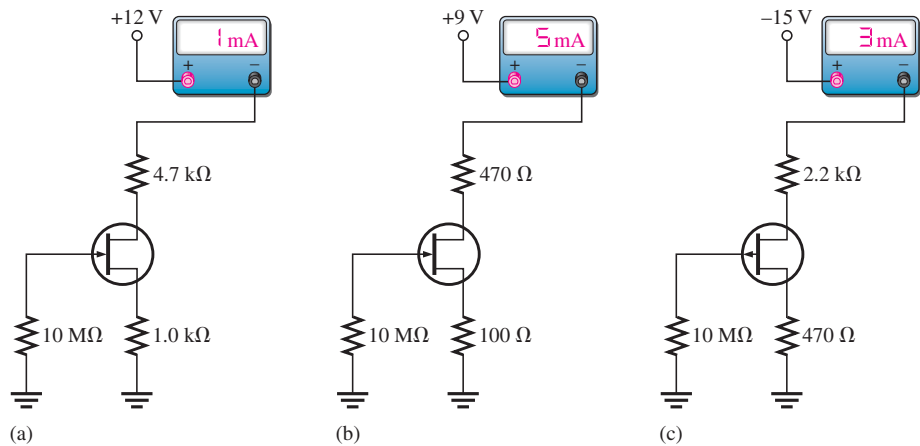 +12 V
1 mA
+ −
4.7 kΩ
10 MΩ
1.0 kΩ
(a)
+9 V
5 mA
+ −
470 Ω
10 MΩ
100 Ω
(b)
−15 V
3 mA
+ −
2.2 kΩ
10 MΩ
470 Ω
(c)